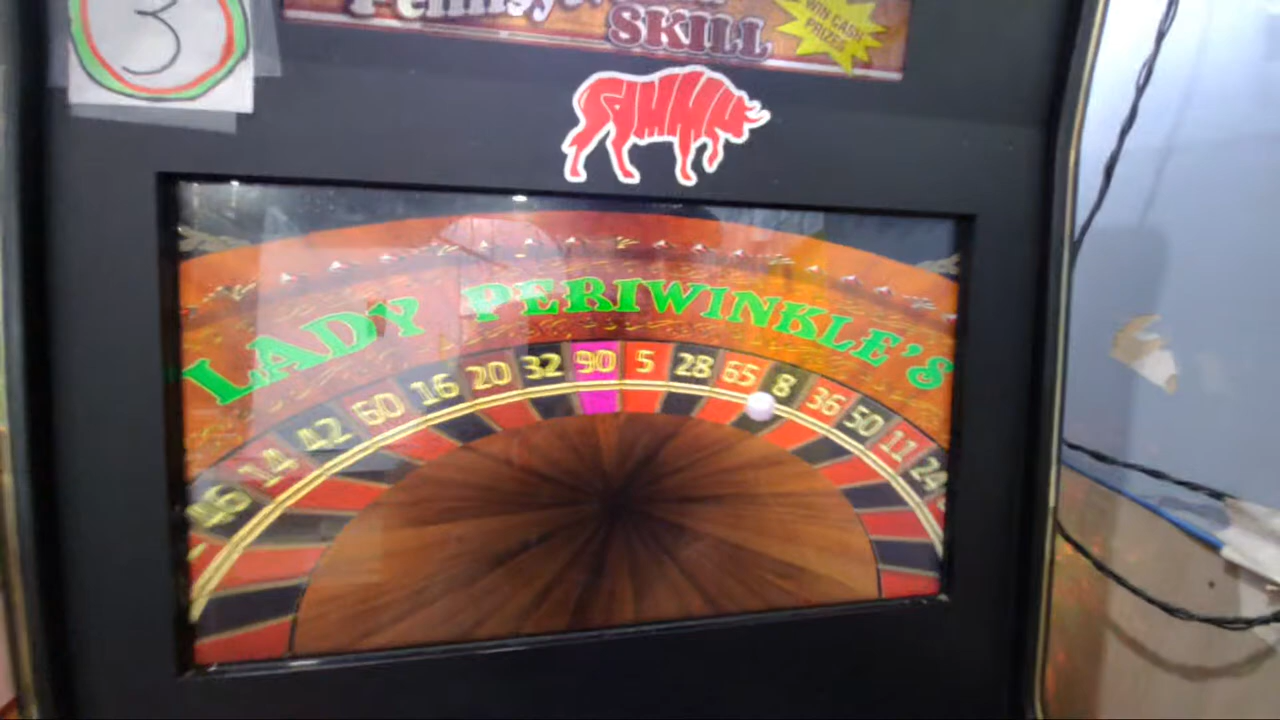 3
Pennsylvania
SKILL
WIN CASH
PRIZES
LADY PERIWINKLE'S
46 14 42 60 16 20 32 90 5 28 65 8 36 50 11 24